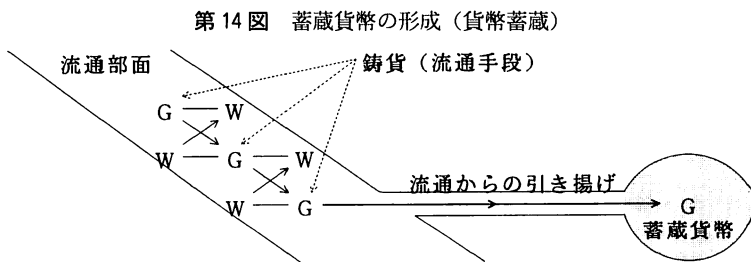 第14図 蓄蔵貨幣の形成（貨幣蓄蔵）
流通部面
鋳貨（流通手段）
G — W
W — G — W
W — G
流通からの引き揚げ
G
蓄蔵貨幣